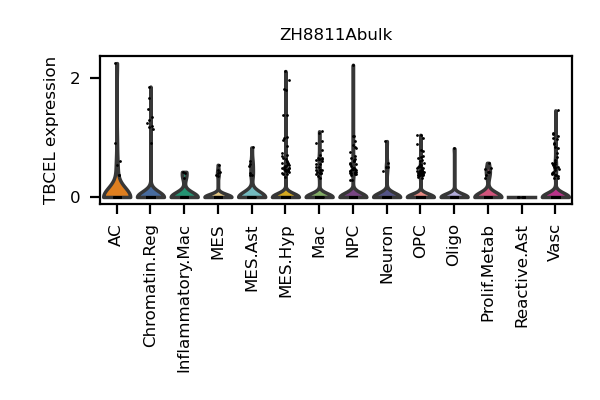 ZH8811Abulk
TBCEL expression
2
0
AC
Chromatin.Reg
Inflammatory.Mac
MES
MES.Ast
MES.Hyp
Mac
NPC
Neuron
OPC
Oligo
Prolif.Metab
Reactive.Ast
Vasc